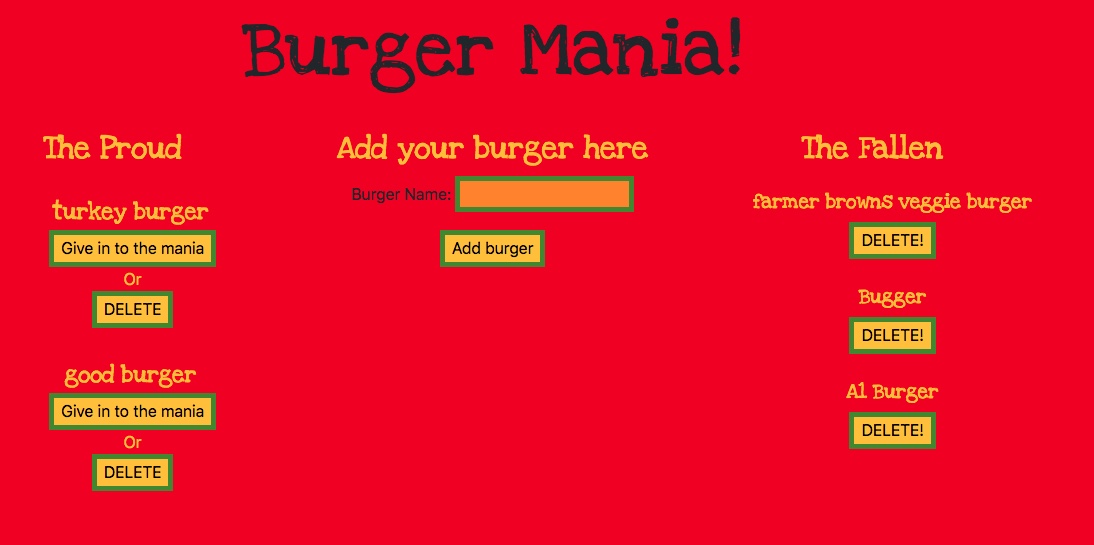 Burger Mania!
The Proud
turkey burger
Give in to the mania
Or
DELETE
good burger
Give in to the mania
Or
DELETE
Add your burger here
Burger Name:
Add burger
The Fallen
farmer browns veggie burger
DELETE!
Bugger
DELETE!
A1 Burger
DELETE!